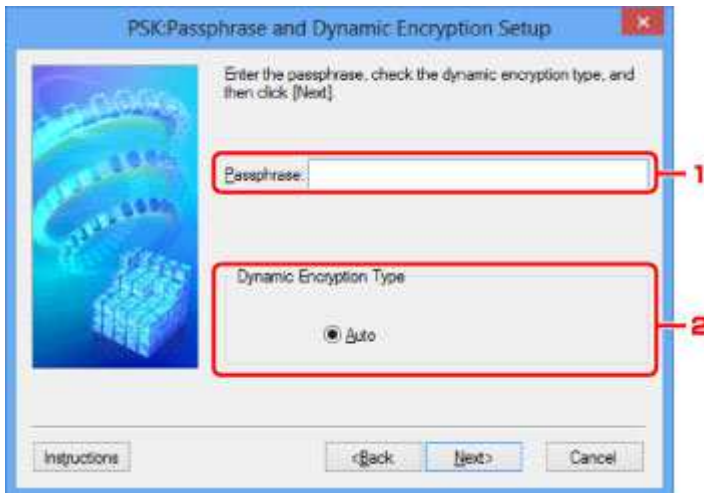 PSK:Passphrase and Dynamic Encryption Setup
Enter the passphrase, check the dynamic encryption type, and
then click [Next].
Passphrase:
1
Dynamic Encryption Type
Auto
2
Instructions
<Back
Next>
Cancel